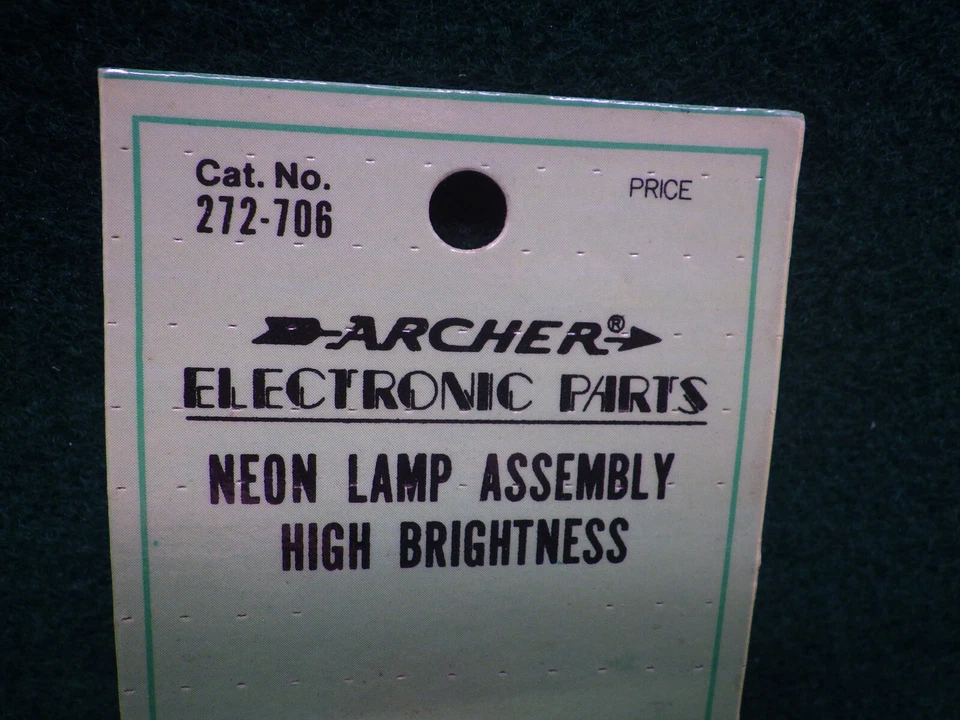 Cat. No.
272-706
PRICE
ARCHER®
ELECTRONIC PARTS
NEON LAMP ASSEMBLY
HIGH BRIGHTNESS